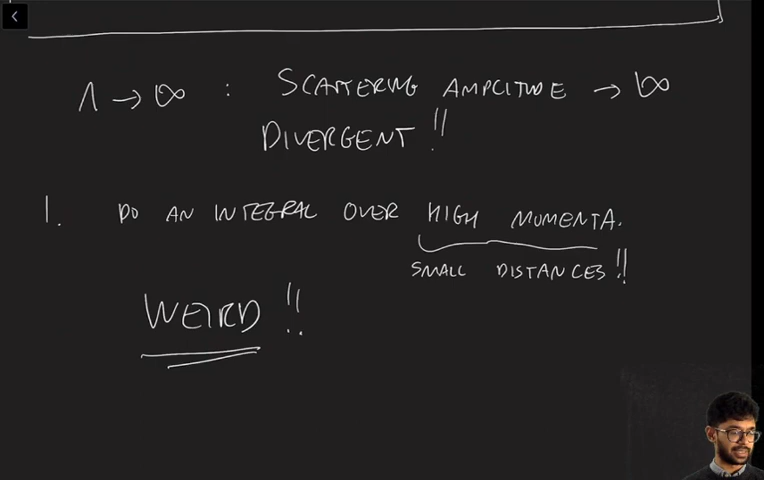 Λ → ∞ : SCATTERING AMPLITUDE → ∞
DIVERGENT!!
1. DO AN INTEGRAL OVER HIGH MOMENTA.
SMALL DISTANCES!!
WEIRD!!